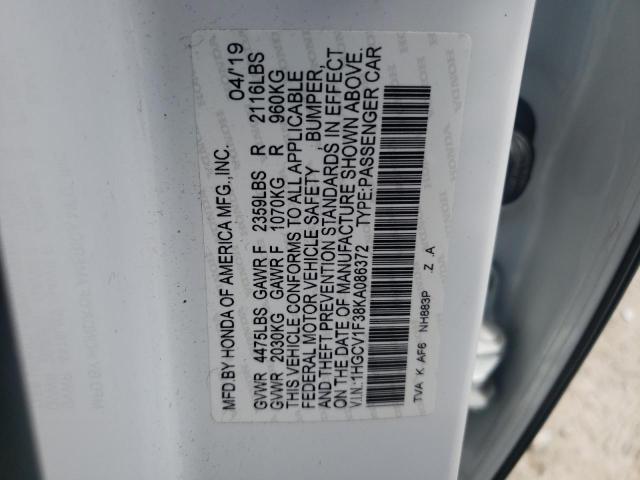 MFD.BY HONDA OF AMERICA MFG.,INC. 04/19
GVWR 4475LBS GAWR F 2359LBS R 2116LBS
GVWR 2030KG GAWR F 1070KG R 960KG
THIS VEHICLE CONFORMS TO ALL APPLICABLE
FEDERAL MOTOR VEHICLE SAFETY, BUMPER,
AND THEFT PREVENTION STANDARDS IN EFFECT
ON THE DATE OF MANUFACTURE SHOWN ABOVE.
V.I.N.:1HGCV1F38KA086372 TYPE:PASSENGER CAR
TVA K AF6 NH883P .Z .A